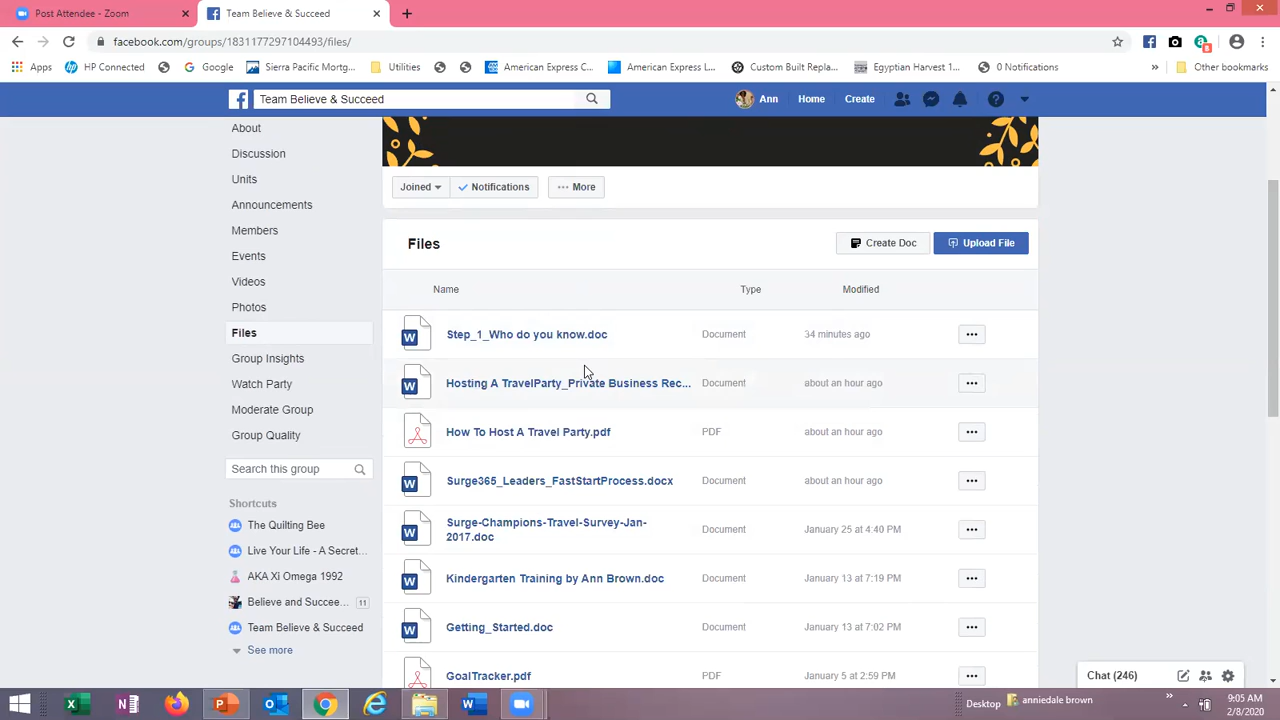 Post Attendee - Zoom
Team Believe & Succeed
facebook.com/groups/1831177297104493/files/
Apps
HP Connected
Google
Sierra Pacific Mortg...
Utilities
American Express C...
American Express L...
Custom Built Repla...
Egyptian Harvest 1...
0 Notifications
»
Other bookmarks
Team Believe & Succeed
Ann
Home
Create
About
Discussion
Units
Announcements
Members
Events
Videos
Photos
Files
Group Insights
Watch Party
Moderate Group
Group Quality
Search this group
Shortcuts
The Quilting Bee
Live Your Life - A Secret...
AKA Xi Omega 1992
Believe and Succee... 11
Team Believe & Succeed
See more
Joined
Notifications
More
Files
Create Doc
Upload File
Name Type Modified
Step_1_Who do you know.doc Document 34 minutes ago
Hosting A TravelParty_Private Business Rec... Document about an hour ago
How To Host A Travel Party.pdf PDF about an hour ago
Surge365_Leaders_FastStartProcess.docx Document about an hour ago
Surge-Champions-Travel-Survey-Jan-
2017.doc Document January 25 at 4:40 PM
Kindergarten Training by Ann Brown.doc Document January 13 at 7:19 PM
Getting_Started.doc Document January 13 at 7:02 PM
GoalTracker.pdf PDF January 5 at 2:59 PM
Chat (246)
Desktop
anniedale brown
»
9:05 AM
2/8/2020